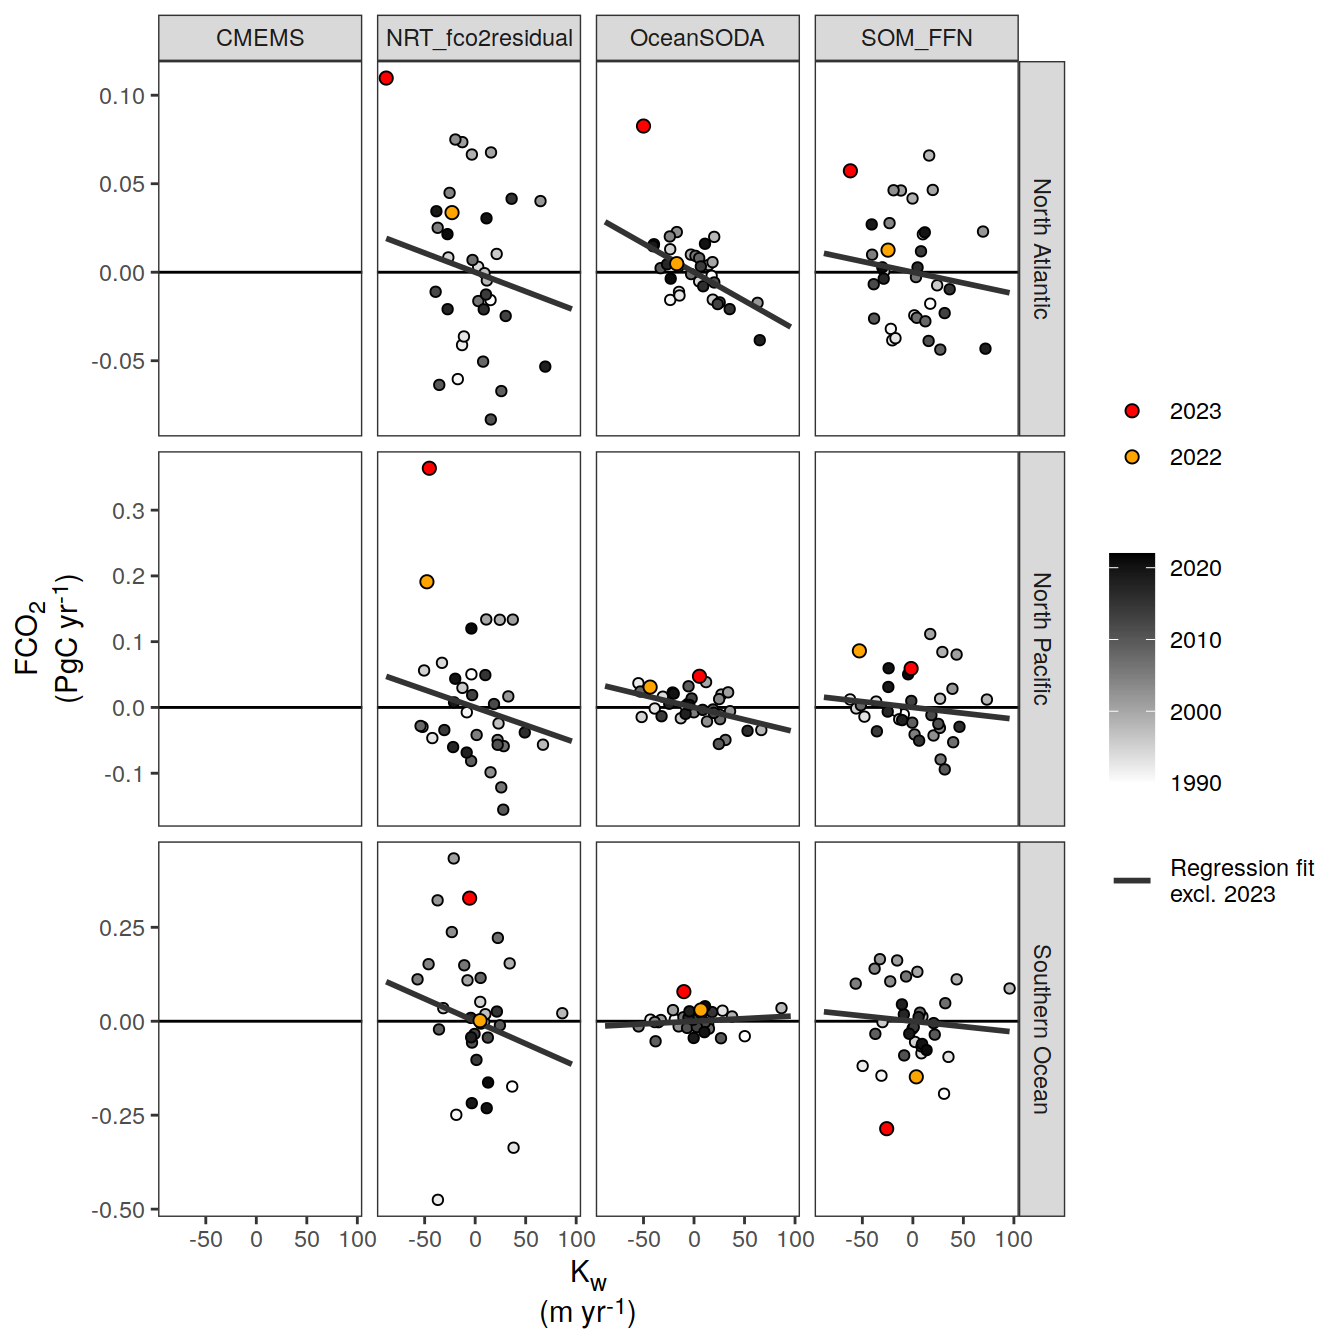 CMEMS NRT_fco2residual OceanSODA SOM_FFN
0.10
0.05
0.00
-0.05
North Atlantic
0.3
0.2
0.1
0.0
-0.1
North Pacific
0.25
0.00
-0.25
-0.50
Southern Ocean
-50 0 50 100 -50 0 50 100 -50 0 50 100 -50 0 50 100
FCO₂
(PgC yr⁻¹)
K_w
(m yr⁻¹)
2023
2022
2020
2010
2000
1990
Regression fit
excl. 2023